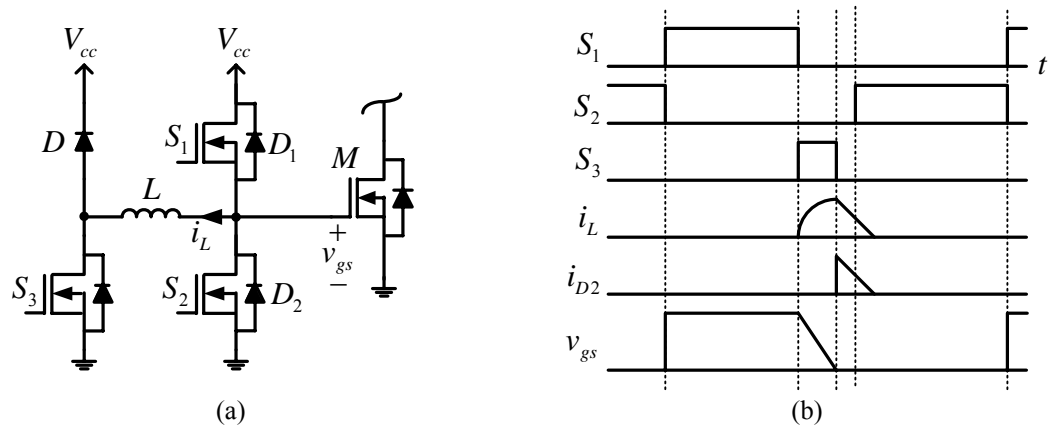 V_cc
V_cc
D
S_1
D_1
M
L
i_L
+
v_gs
−
S_3
S_2
D_2
(a)
S_1
t
S_2
S_3
i_L
i_D2
v_gs
(b)